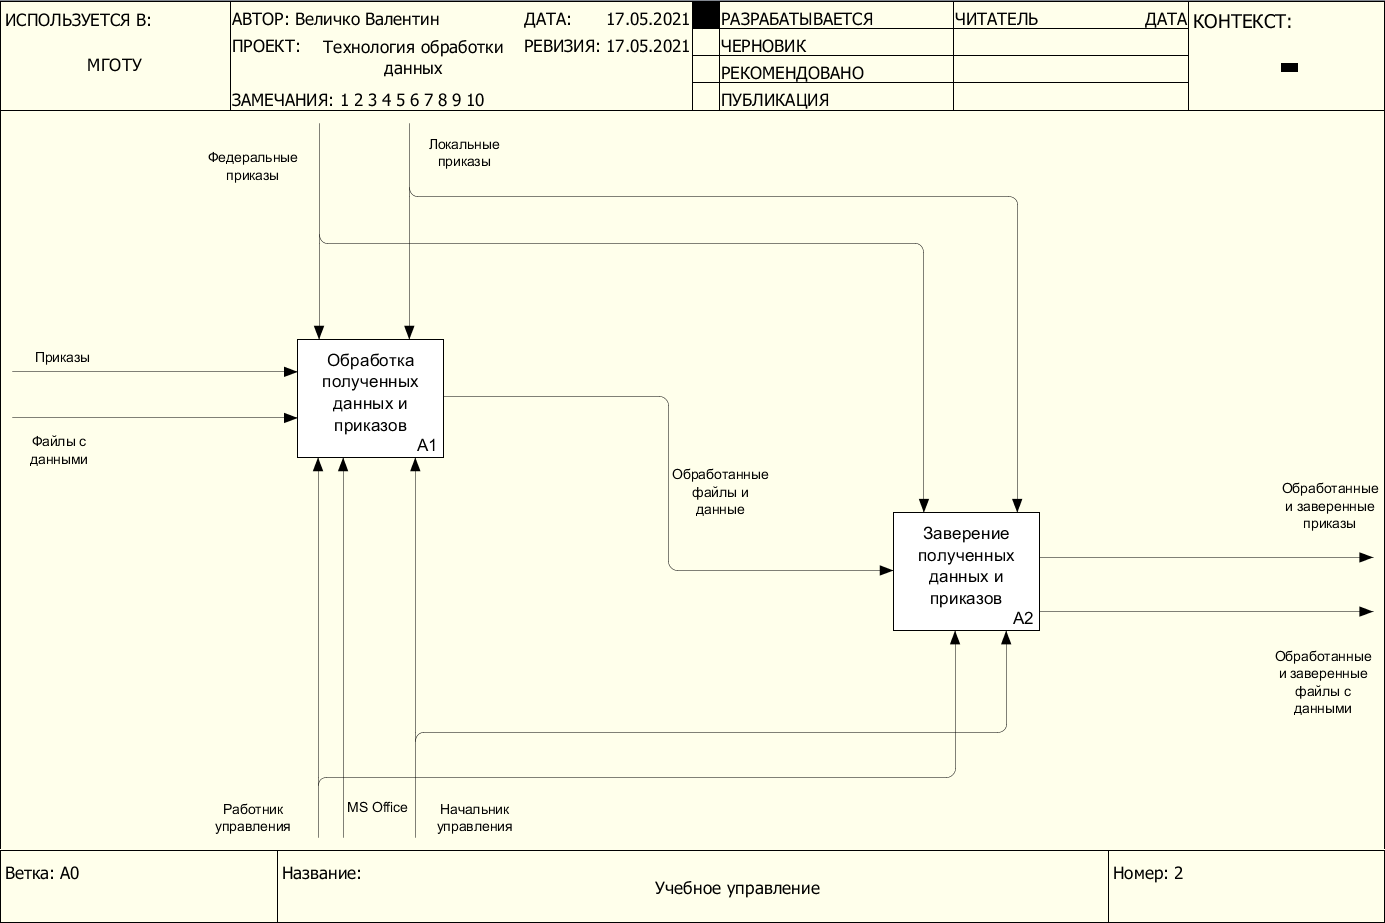 ИСПОЛЬЗУЕТСЯ В:
МГОТУ
АВТОР: Величко Валентин
ДАТА: 17.05.2021
ПРОЕКТ: Технология обработки
данных
РЕВИЗИЯ: 17.05.2021
ЗАМЕЧАНИЯ: 1 2 3 4 5 6 7 8 9 10
РАЗРАБАТЫВАЕТСЯ
ЧЕРНОВИК
РЕКОМЕНДОВАНО
ПУБЛИКАЦИЯ
ЧИТАТЕЛЬ ДАТА
КОНТЕКСТ:
Федеральные
приказы
Локальные
приказы
Приказы
Файлы с
данными
Обработка
полученных
данных и
приказов
A1
Обработанные
файлы и
данные
Заверение
полученных
данных и
приказов
A2
Обработанные
и заверенные
приказы
Обработанные
и заверенные
файлы с
данными
Работник
управления
MS Office
Начальник
управления
Ветка: A0
Название:
Учебное управление
Номер: 2